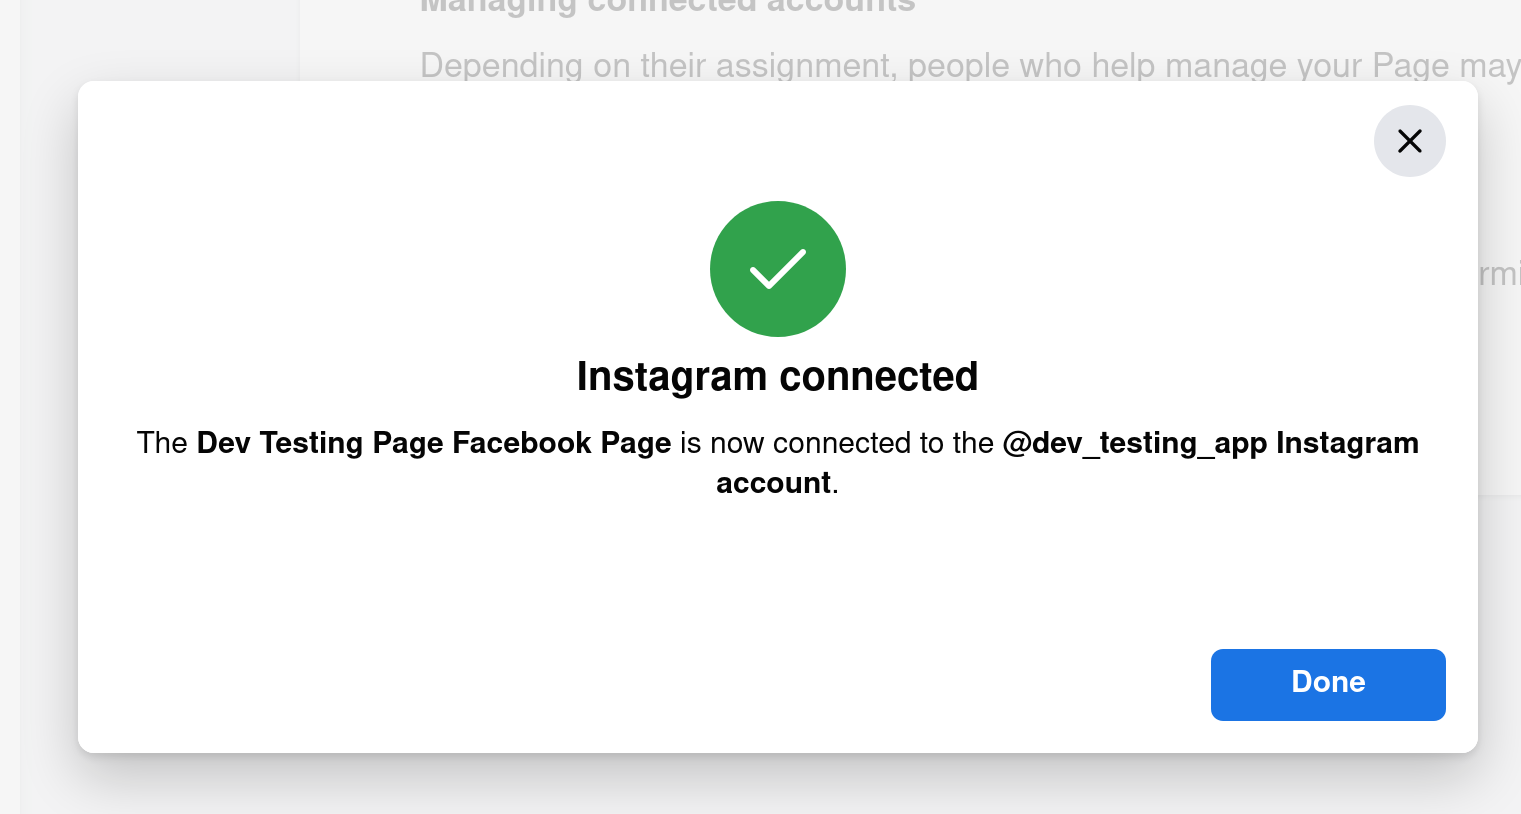 Managing connected accounts
Depending on their assignment, people who help manage your Page may
Instagram connected
The Dev Testing Page Facebook Page is now connected to the @dev_testing_app Instagram
account.
Done